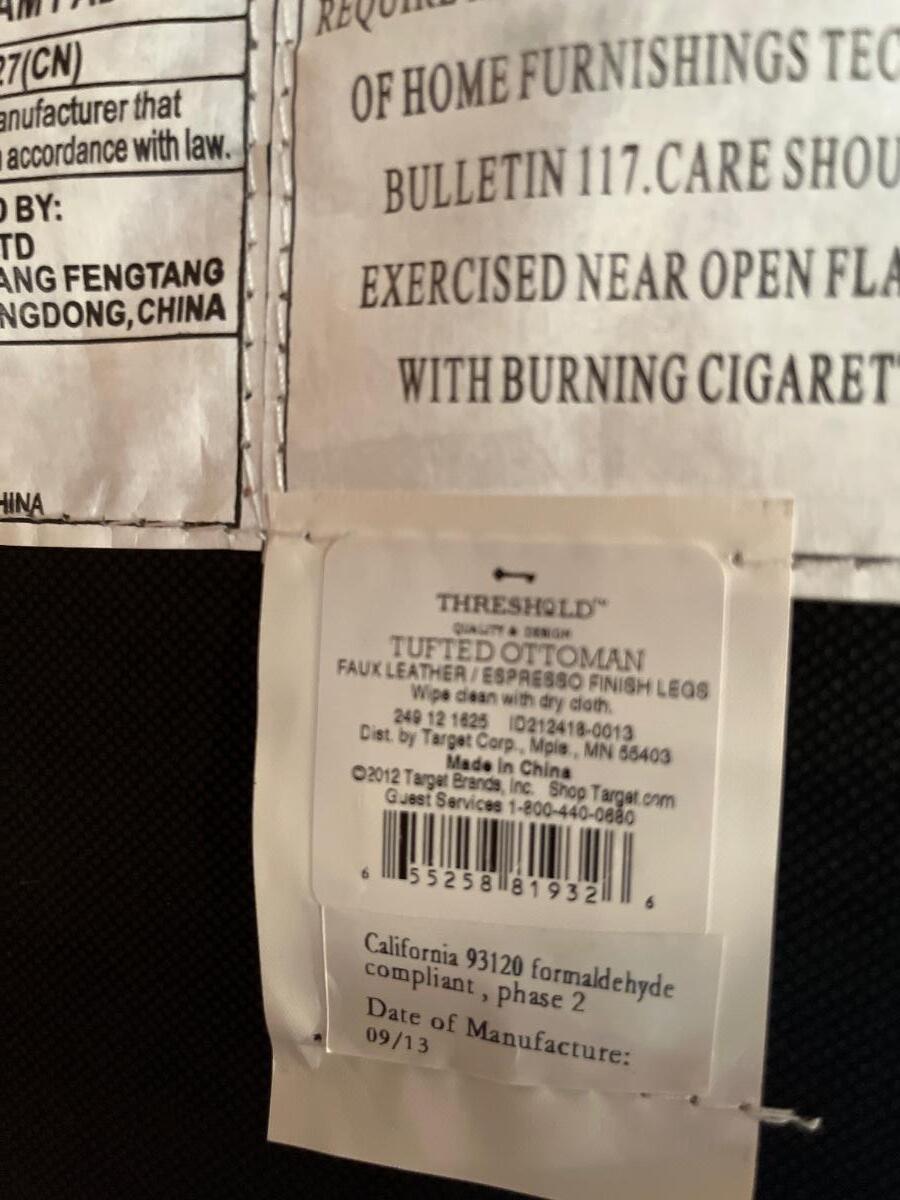 27(CN)
anufacturer that
accordance with law.
D BY:
TD
ANG FENGTANG
NGDONG, CHINA
HINA
OF HOME FURNISHINGS TEC
BULLETIN 117.CARE SHOU
EXERCISED NEAR OPEN FLA
WITH BURNING CIGARET
THRESHOLD™
QUALITY & DESIGN
TUFTED OTTOMAN
FAUX LEATHER / ESPRESSO FINISH LEGS
Wipe clean with dry cloth.
249 12 1625 ID212418-0013
Dist. by Target Corp., Mpls., MN 55403
Made in China
©2012 Target Brands, Inc. Shop Target.com
Guest Services 1-800-440-0680
6 55258 81932 6
California 93120 formaldehyde
compliant , phase 2
Date of Manufacture:
09/13